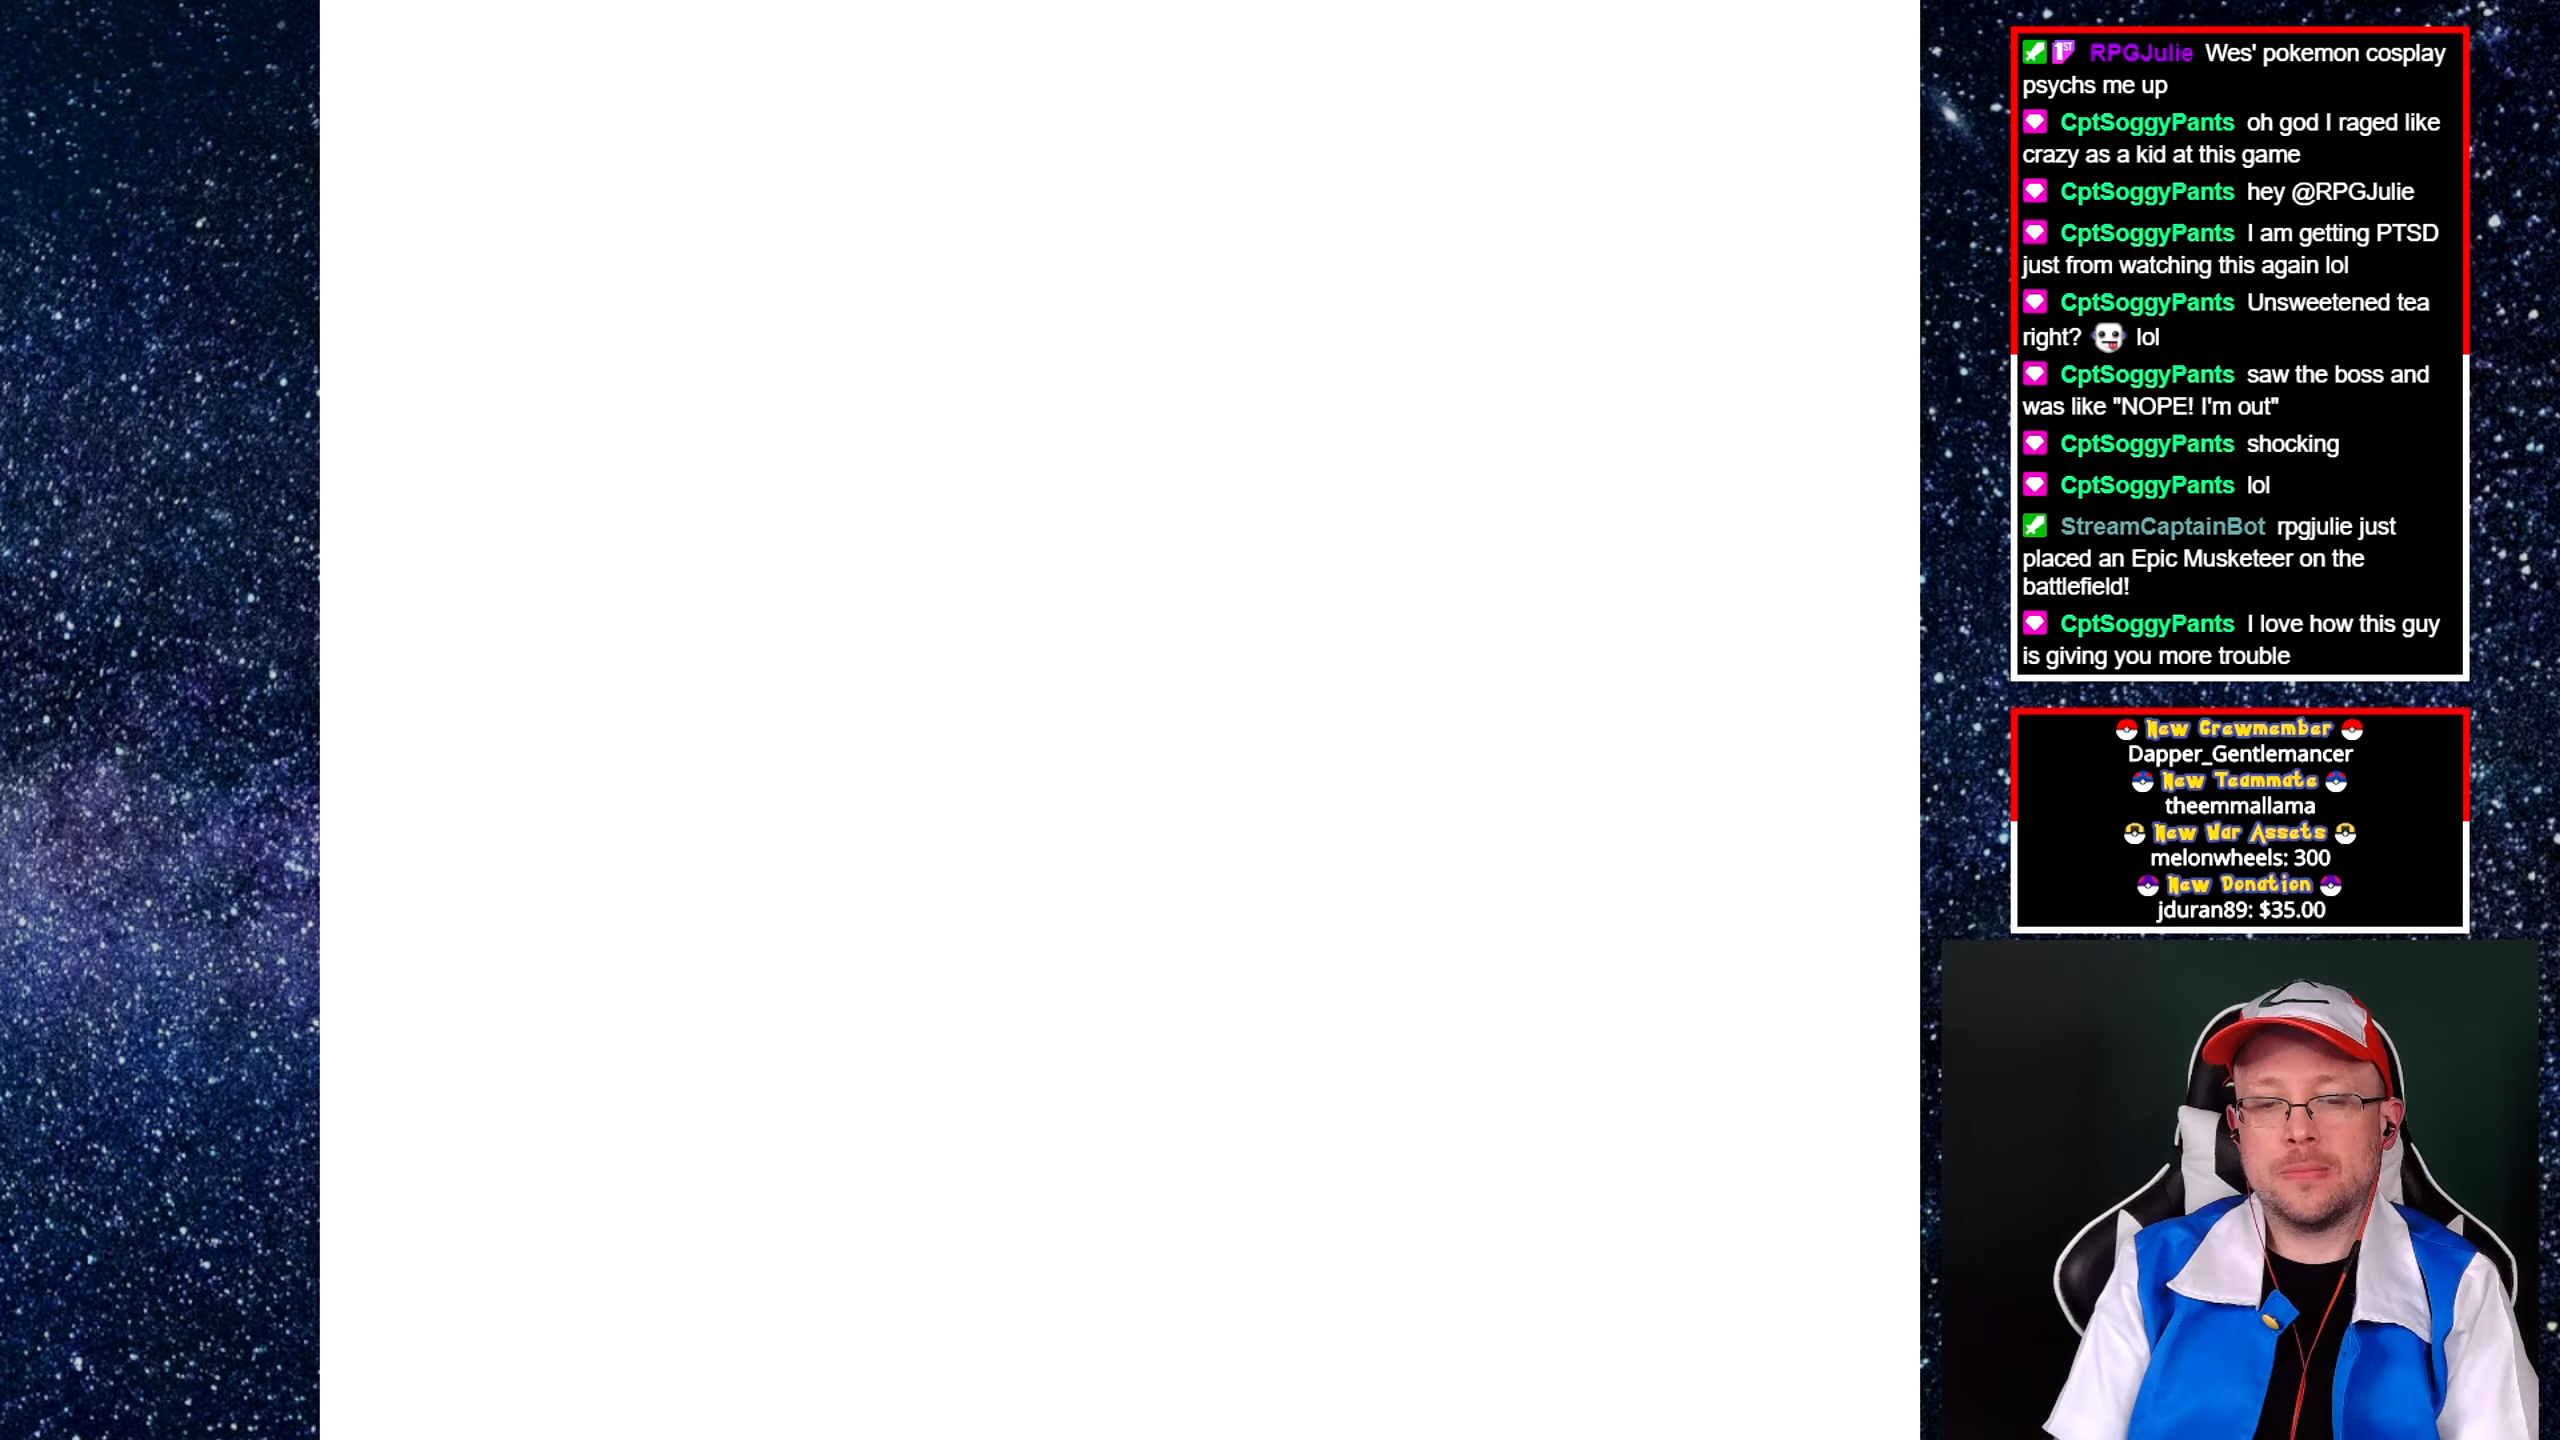 RPGJulie Wes' pokemon cosplay
psychs me up
CptSoggyPants oh god I raged like
crazy as a kid at this game
CptSoggyPants hey @RPGJulie
CptSoggyPants I am getting PTSD
just from watching this again lol
CptSoggyPants Unsweetened tea
right? lol
CptSoggyPants saw the boss and
was like "NOPE! I'm out"
CptSoggyPants shocking
CptSoggyPants lol
StreamCaptainBot rpgjulie just
placed an Epic Musketeer on the
battlefield!
CptSoggyPants I love how this guy
is giving you more trouble
New Crewmember
Dapper_Gentlemancer
New Teammate
theemmallama
New War Assets
melonwheels: 300
New Donation
jduran89: $35.00